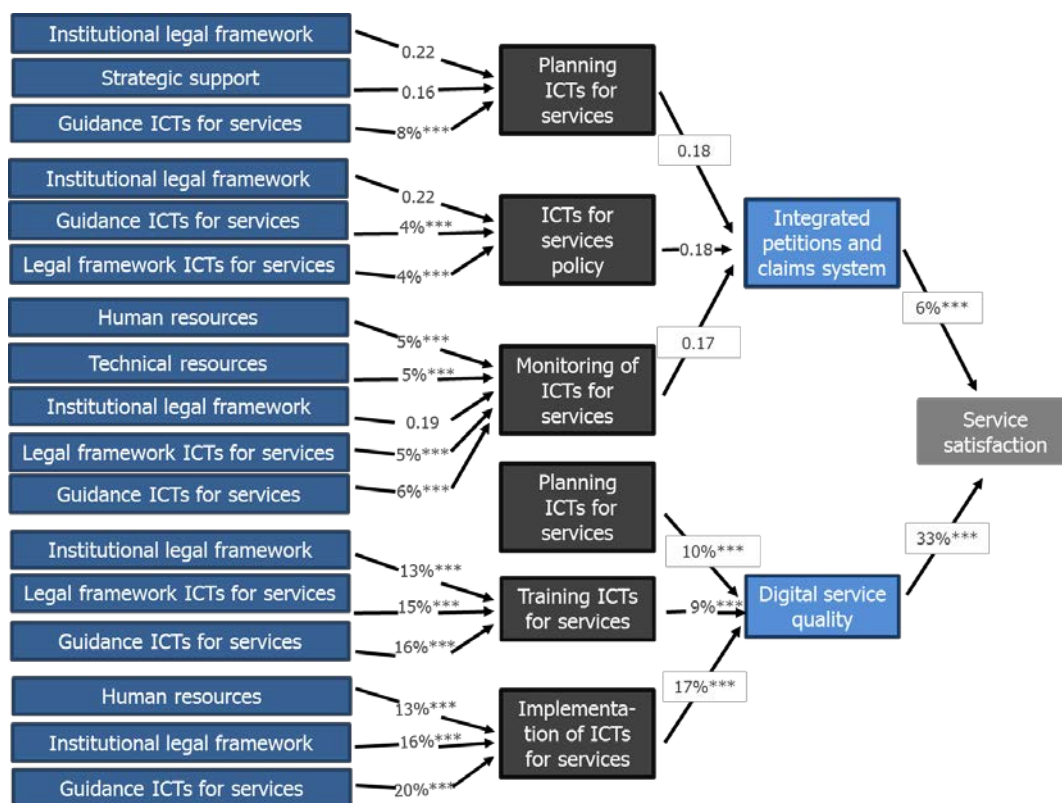 Institutional legal framework
0.22
Strategic support
0.16
Guidance ICTs for services
8%***
Planning
ICTs for
services
0.18
Institutional legal framework
0.22
Guidance ICTs for services
4%***
Legal framework ICTs for services
4%***
ICTs for
services
policy
0.18
Integrated
petitions and
claims system
6%***
Human resources
5%***
Technical resources
5%***
Institutional legal framework
0.19
Legal framework ICTs for services
5%***
Guidance ICTs for services
6%***
Monitoring of
ICTs for
services
0.17
Service
satisfaction
Planning
ICTs for
services
10%***
33%***
Institutional legal framework
13%***
Legal framework ICTs for services
15%***
Guidance ICTs for services
16%***
Training ICTs
for services
9%***
Digital service
quality
Human resources
13%***
Institutional legal framework
16%***
Guidance ICTs for services
20%***
Implementa-
tion of ICTs
for services
17%***